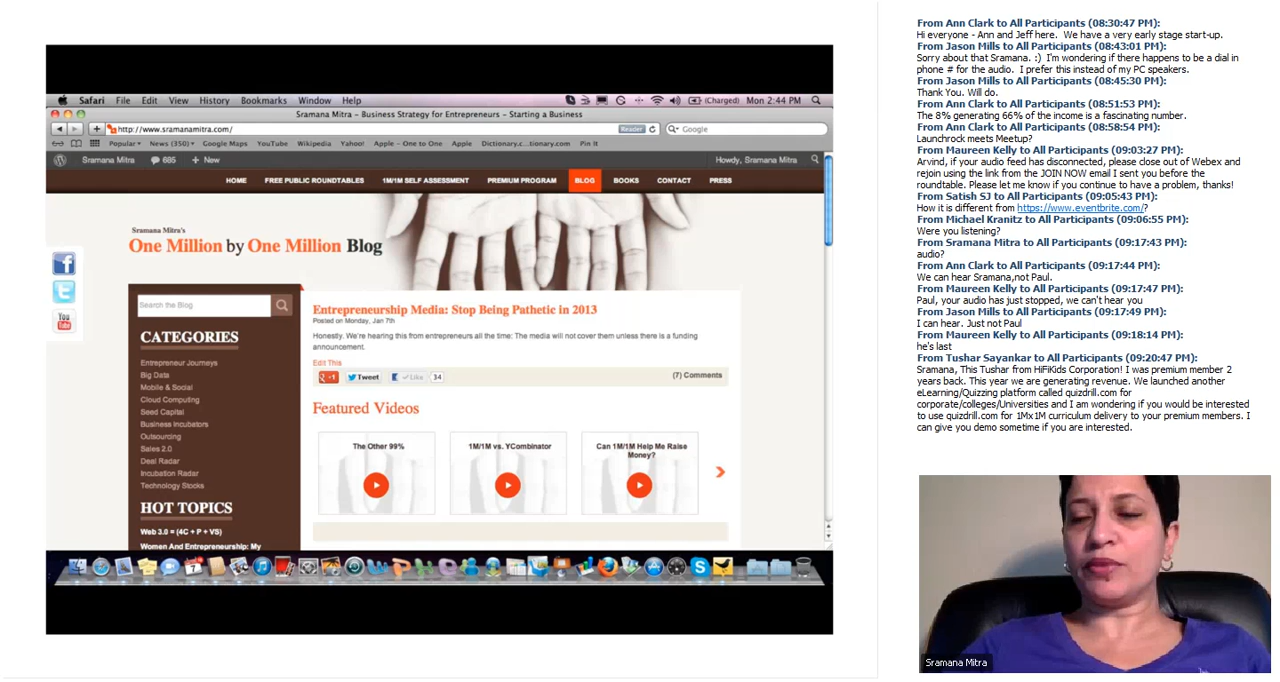 Safari File Edit View History Bookmarks Window Help (Charged) Mon 2:44 PM
Sramana Mitra – Business Strategy for Entrepreneurs – Starting a Business
http://www.sramanamitra.com/ Reader Google
Popular News (350) Google Maps YouTube Wikipedia Yahoo! Apple – One to One Apple Dictionary.c...tionary.com Pin It
Sramana Mitra 685 + New Howdy, Sramana Mitra
HOME FREE PUBLIC ROUNDTABLES 1M/1M SELF ASSESSMENT PREMIUM PROGRAM BLOG BOOKS CONTACT PRESS
Sramana Mitra's
One Million by One Million Blog
You
Tube
Search the Blog
CATEGORIES
Entrepreneur Journeys
Big Data
Mobile & Social
Cloud Computing
Seed Capital
Business Incubators
Outsourcing
Sales 2.0
Deal Radar
Incubation Radar
Technology Stocks
HOT TOPICS
Web 3.0 = (4C + P + VS)
Women And Entrepreneurship: My
Entrepreneurship Media: Stop Being Pathetic in 2013
Posted on Monday, Jan 7th
Honestly. We're hearing this from entrepreneurs all the time: The media will not cover them unless there is a funding
announcement.
Edit This
+1 Tweet Like 34 (7) Comments
Featured Videos
The Other 99%
1M/1M vs. YCombinator
Can 1M/1M Help Me Raise
Money?
From Ann Clark to All Participants (08:30:47 PM):
Hi everyone - Ann and Jeff here. We have a very early stage start-up.
From Jason Mills to All Participants (08:43:01 PM):
Sorry about that Sramana. :) I'm wondering if there happens to be a dial in
phone # for the audio. I prefer this instead of my PC speakers.
From Jason Mills to All Participants (08:45:30 PM):
Thank You. Will do.
From Ann Clark to All Participants (08:51:53 PM):
The 8% generating 66% of the income is a fascinating number.
From Ann Clark to All Participants (08:58:54 PM):
Launchrock meets Meetup?
From Maureen Kelly to All Participants (09:03:27 PM):
Arvind, if your audio feed has disconnected, please close out of Webex and
rejoin using the link from the JOIN NOW email I sent you before the
roundtable. Please let me know if you continue to have a problem, thanks!
From Satish SJ to All Participants (09:05:43 PM):
How it is different from https://www.eventbrite.com/?
From Michael Kranitz to All Participants (09:06:55 PM):
Were you listening?
From Sramana Mitra to All Participants (09:17:43 PM):
audio?
From Ann Clark to All Participants (09:17:44 PM):
We can hear Sramana,not Paul.
From Maureen Kelly to All Participants (09:17:47 PM):
Paul, your audio has just stopped, we can't hear you
From Jason Mills to All Participants (09:17:49 PM):
I can hear. Just not Paul
From Maureen Kelly to All Participants (09:18:14 PM):
he's last
From Tushar Sayankar to All Participants (09:20:47 PM):
Sramana, This Tushar from HiFiKids Corporation! I was premium member 2
years back. This year we are generating revenue. We launched another
eLearning/Quizzing platform called quizdrill.com for
corporate/colleges/Universities and I am wondering if you would be interested
to use quizdrill.com for 1Mx1M curriculum delivery to your premium members. I
can give you demo sometime if you are interested.
Sramana Mitra